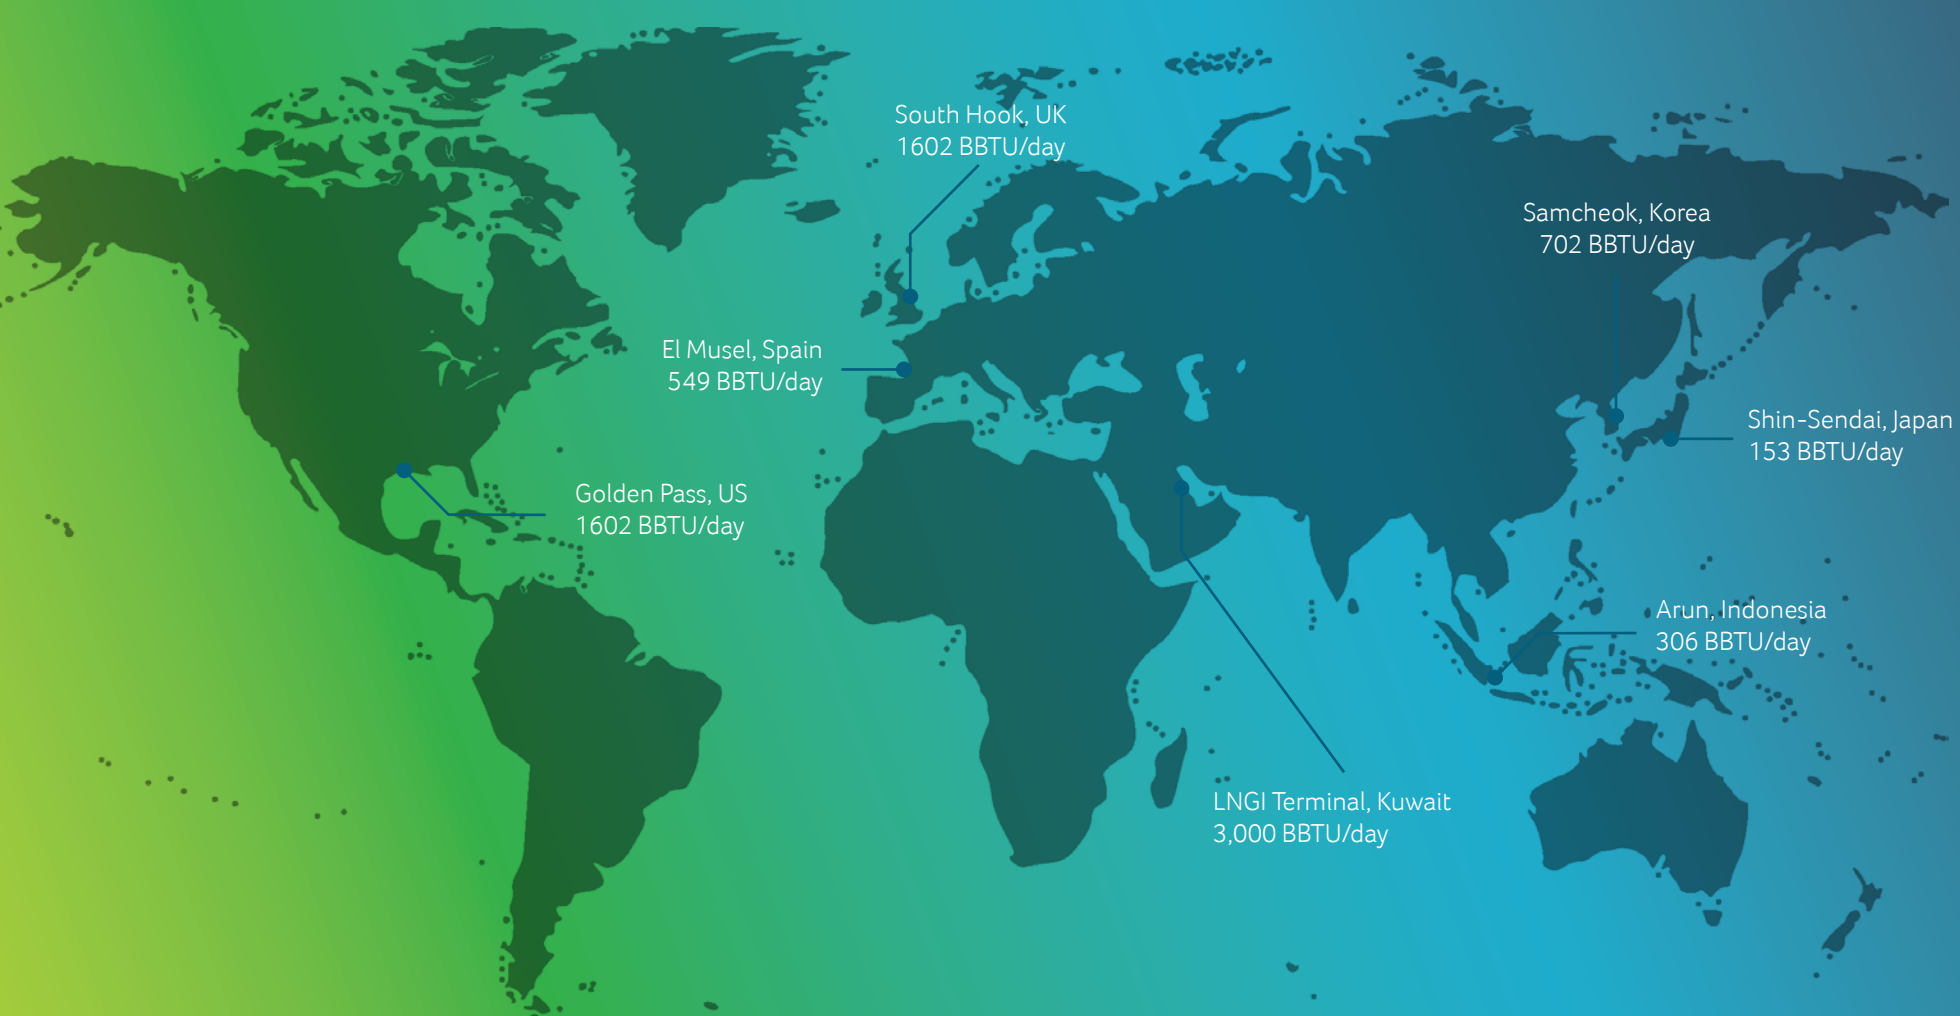 South Hook, UK
1602 BBTU/day
Samcheok, Korea
702 BBTU/day
El Musel, Spain
549 BBTU/day
Shin-Sendai, Japan
153 BBTU/day
Golden Pass, US
1602 BBTU/day
Arun, Indonesia
306 BBTU/day
LNGI Terminal, Kuwait
3,000 BBTU/day